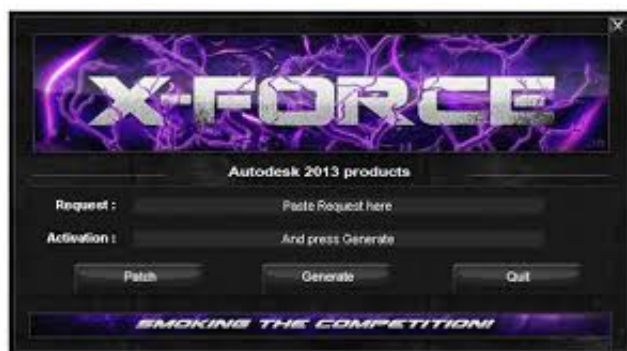 X-FORCE
Autodesk 2013 products
Request : Paste Request here
Activation : And press Generate
Patch Generate Quit
SMOKING THE COMPETITION!